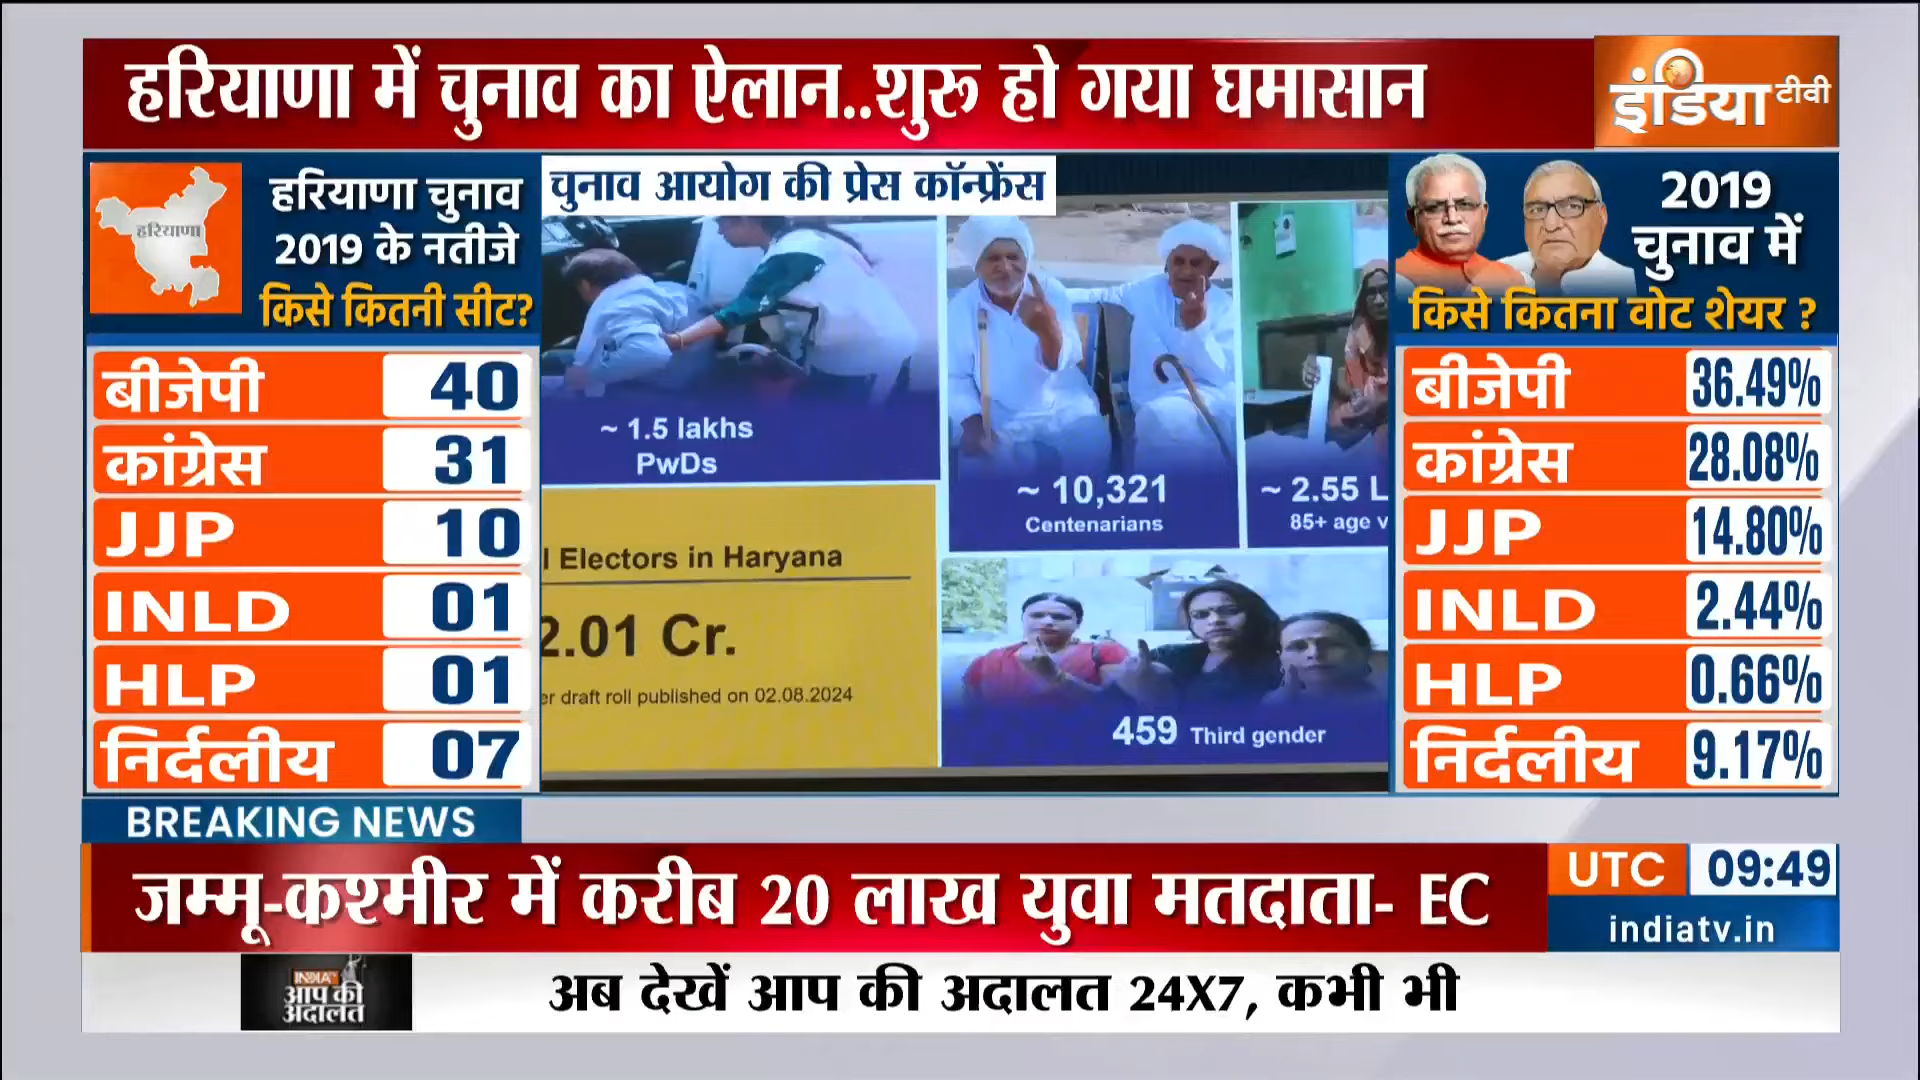 हरियाणा में चुनाव का ऐलान..शुरू हो गया घमासान
इंडिया टीवी
हरियाणा
हरियाणा चुनाव
2019 के नतीजे
किसे कितनी सीट?
बीजेपी 40
कांग्रेस 31
JJP 10
INLD 01
HLP 01
निर्दलीय 07
चुनाव आयोग की प्रेस कॉन्फ्रेंस
~ 1.5 lakhs
PwDs
~ 10,321
Centenarians
~ 2.55 L
85+ age v
l Electors in Haryana
2.01 Cr.
er draft roll published on 02.08.2024
459 Third gender
2019
चुनाव में
किसे कितना वोट शेयर ?
बीजेपी 36.49%
कांग्रेस 28.08%
JJP 14.80%
INLD 2.44%
HLP 0.66%
निर्दलीय 9.17%
BREAKING NEWS
जम्मू-कश्मीर में करीब 20 लाख युवा मतदाता- EC
UTC 09:49
indiatv.in
INDIA TV
आप की
अदालत
अब देखें आप की अदालत 24X7, कभी भी